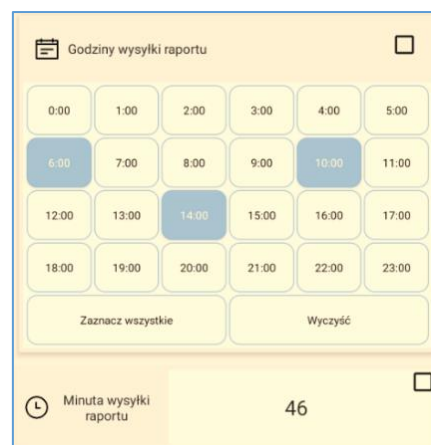 Godziny wysyłki raportu
0:00 1:00 2:00 3:00 4:00 5:00
6:00 7:00 8:00 9:00 10:00 11:00
12:00 13:00 14:00 15:00 16:00 17:00
18:00 19:00 20:00 21:00 22:00 23:00
Zaznacz wszystkie Wyczyść
Minuta wysyłki
raportu
46